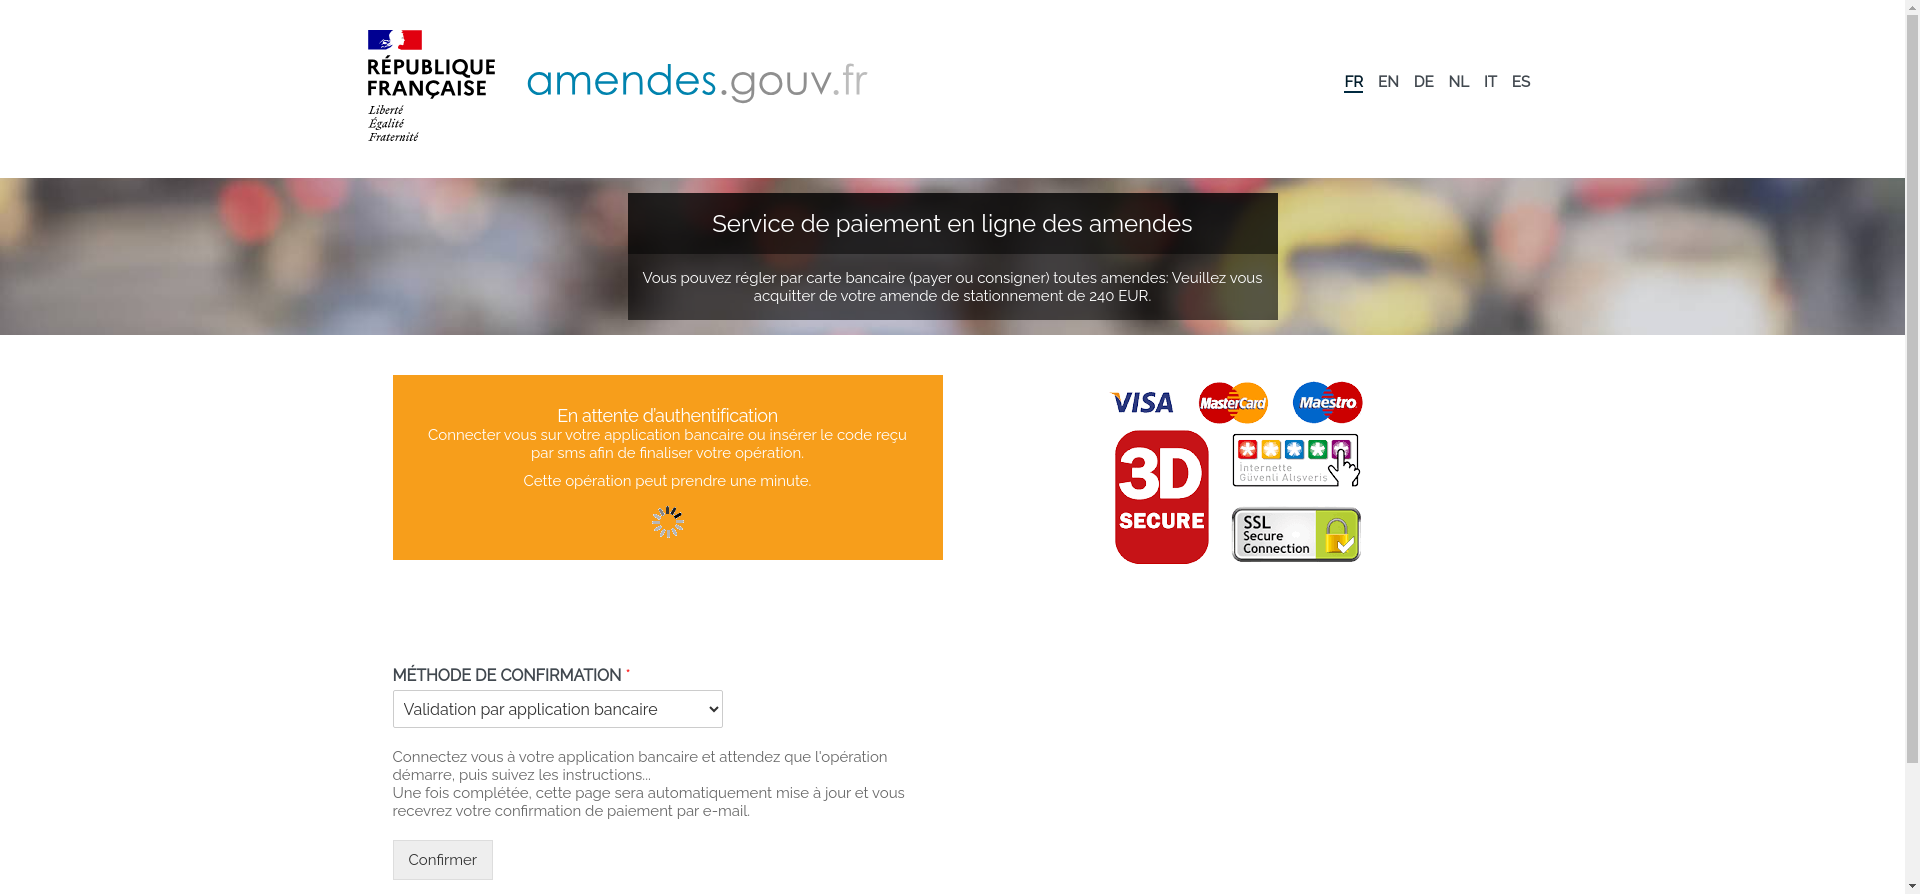 RÉPUBLIQUE
FRANÇAISE
Liberté
Égalité
Fraternité
amendes.gouv.fr
FR EN DE NL IT ES
Service de paiement en ligne des amendes
Vous pouvez régler par carte bancaire (payer ou consigner) toutes amendes: Veuillez vous
acquitter de votre amende de stationnement de 240 EUR.
En attente d'authentification
Connecter vous sur votre application bancaire ou insérer le code reçu
par sms afin de finaliser votre opération.
Cette opération peut prendre une minute.
VISA MasterCard Maestro
3D
SECURE
Internette
Güvenli Alışveriş
SSL
Secure
Connection
MÉTHODE DE CONFIRMATION *
Validation par application bancaire
Connectez vous à votre application bancaire et attendez que l'opération
démarre, puis suivez les instructions...
Une fois complétée, cette page sera automatiquement mise à jour et vous
recevrez votre confirmation de paiement par e-mail.
Confirmer